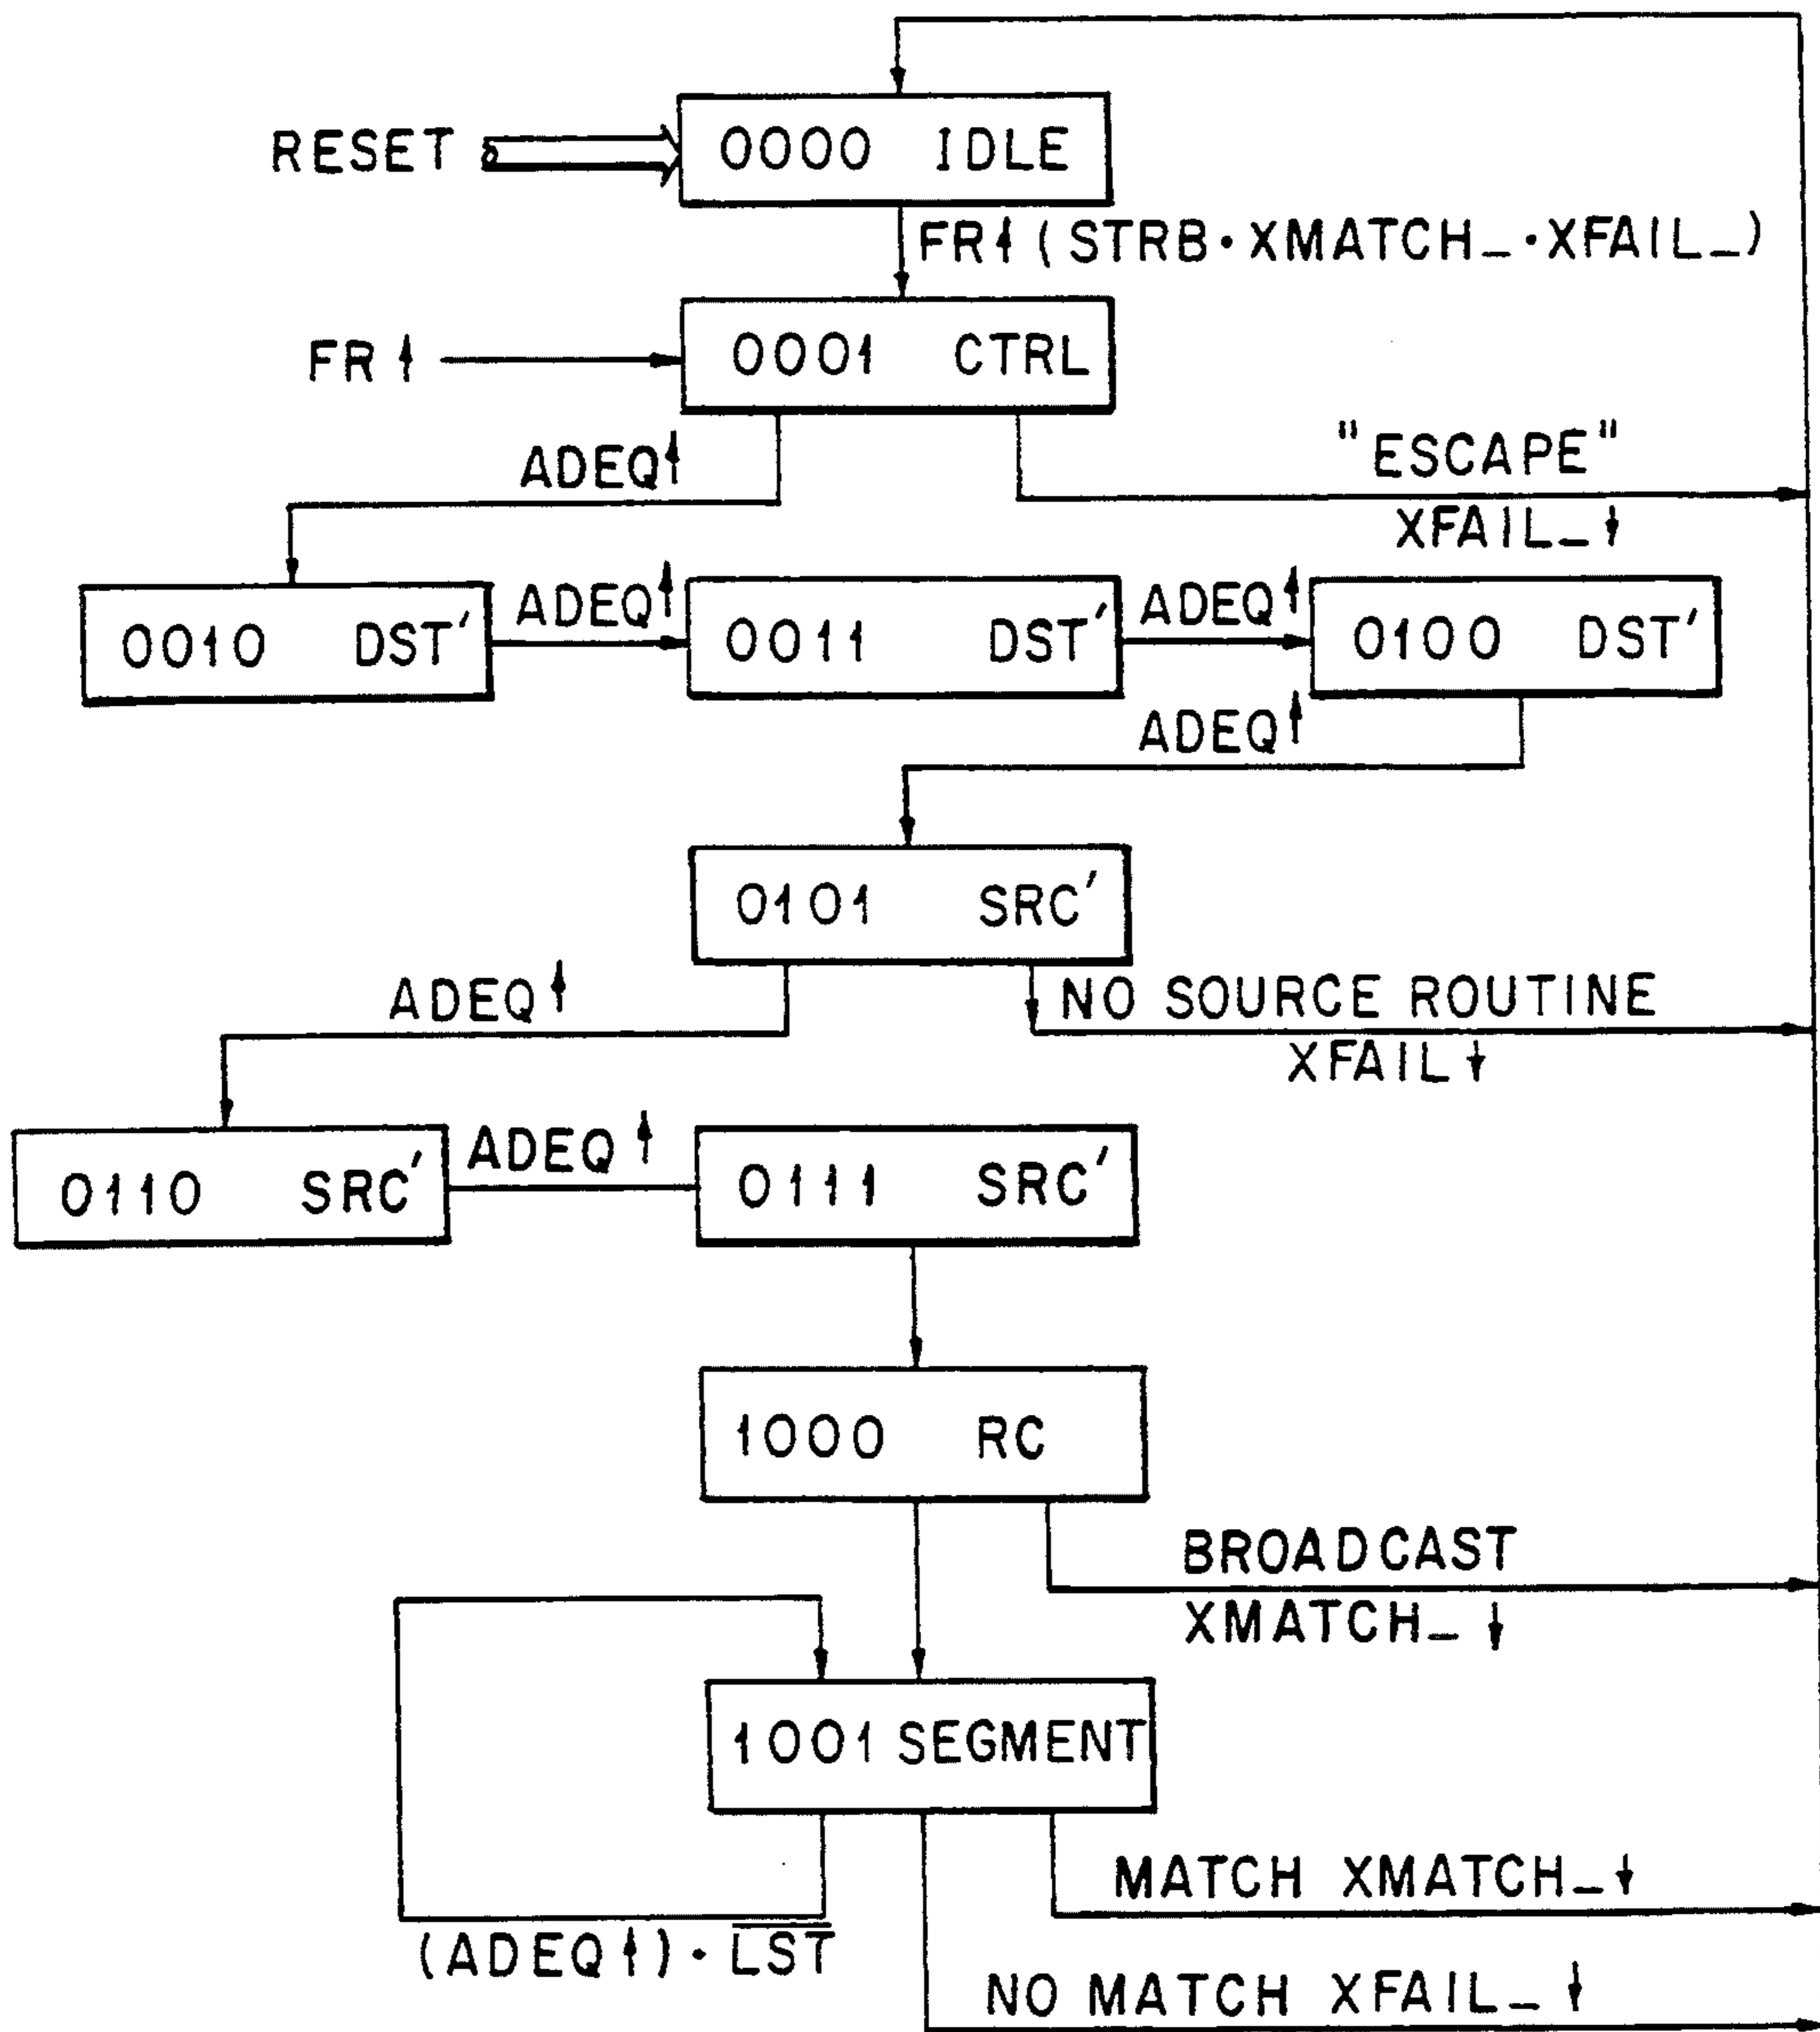 RESET
0000 IDLE
FR↑ (STRB·XMATCH_·XFAIL_)
FR↑
0001 CTRL
ADEQ↑
"ESCAPE"
XFAIL_↓
0010 DST'
ADEQ↑
0011 DST'
ADEQ↑
0100 DST'
ADEQ↑
0101 SRC'
ADEQ↑
NO SOURCE ROUTINE
XFAIL↓
0110 SRC'
ADEQ↑
0111 SRC'
1000 RC
BROADCAST
XMATCH_↓
1001 SEGMENT
MATCH XMATCH_↓
(ADEQ↑)·L̅S̅T̅
NO MATCH XFAIL_↓